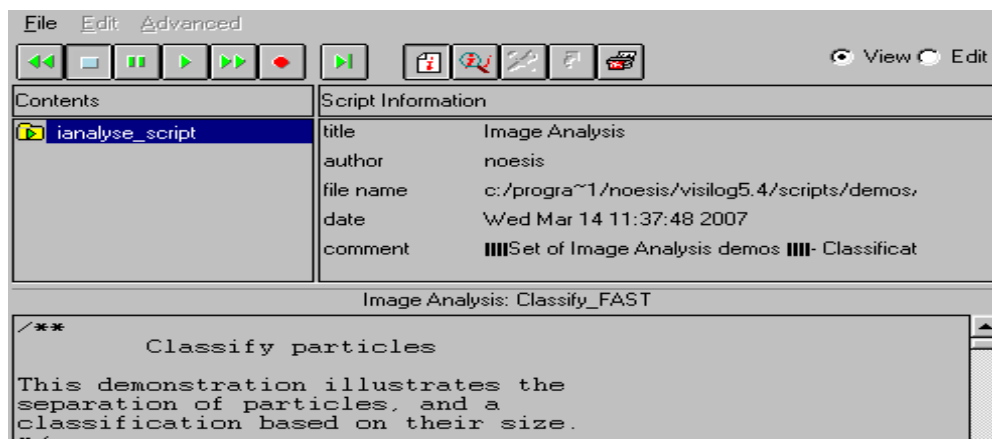 File Edit Advanced
View Edit
Contents
Script Information
ianalyse_script
title Image Analysis
author noesis
file name c:/progra~1/noesis/visilog5.4/scripts/demos/
date Wed Mar 14 11:37:48 2007
comment ||||Set of Image Analysis demos ||||- Classificat
Image Analysis: Classify_FAST
/**
Classify particles
This demonstration illustrates the
separation of particles, and a
classification based on their size.